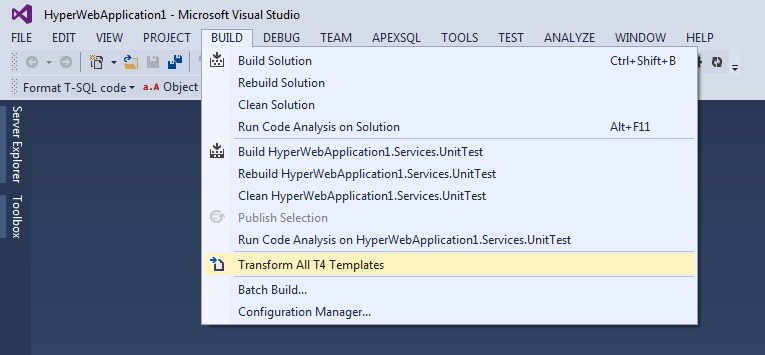 HyperWebApplication1 - Microsoft Visual Studio
FILE EDIT VIEW PROJECT BUILD DEBUG TEAM APEXSQL TOOLS TEST ANALYZE WINDOW HELP
Format T-SQL code a.A Object
Build Solution Ctrl+Shift+B
Rebuild Solution
Clean Solution
Run Code Analysis on Solution Alt+F11
Build HyperWebApplication1.Services.UnitTest
Rebuild HyperWebApplication1.Services.UnitTest
Clean HyperWebApplication1.Services.UnitTest
Publish Selection
Run Code Analysis on HyperWebApplication1.Services.UnitTest
Transform All T4 Templates
Batch Build...
Configuration Manager...
Server Explorer
Toolbox